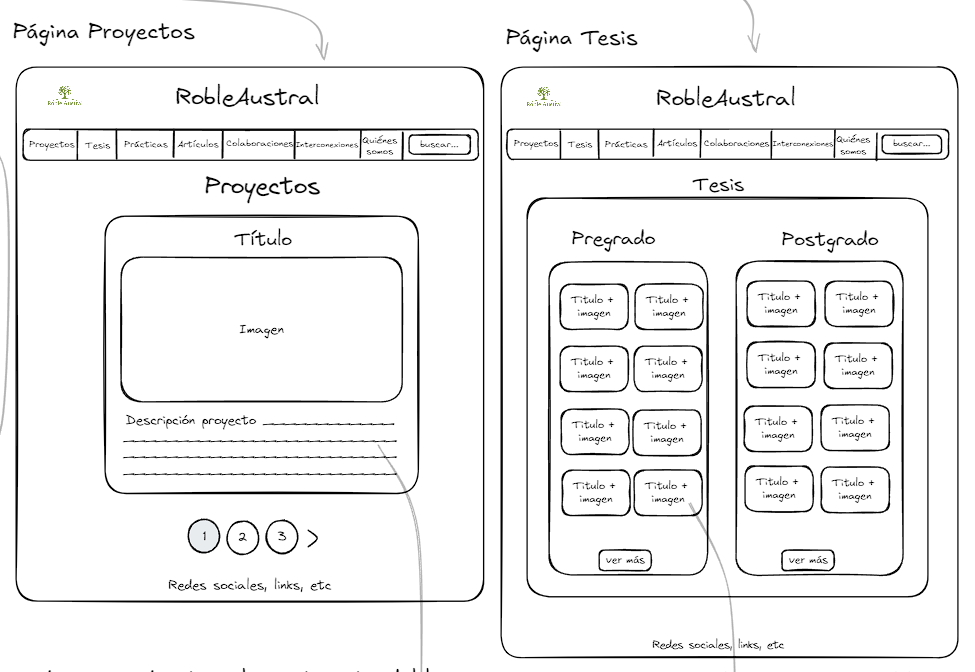 Página Proyectos
RobleAustral
Proyectos
Tesis
Prácticas
Artículos
Colaboraciones
Interconexiones
Quiénes
somos
buscar...
Proyectos
Título
Imagen
Descripción proyecto
1
2
3
Redes sociales, links, etc
Página Tesis
RobleAustral
Proyectos
Tesis
Prácticas
Artículos
Colaboraciones
Interconexiones
Quiénes
somos
buscar...
Tesis
Pregrado
Título +
imagen
Título +
imagen
Título +
imagen
Título +
imagen
Título +
imagen
Título +
imagen
Título +
imagen
Título +
imagen
ver más
Postgrado
Título +
imagen
Título +
imagen
Título +
imagen
Título +
imagen
Título +
imagen
Título +
imagen
Título +
imagen
Título +
imagen
ver más
Redes sociales, links, etc